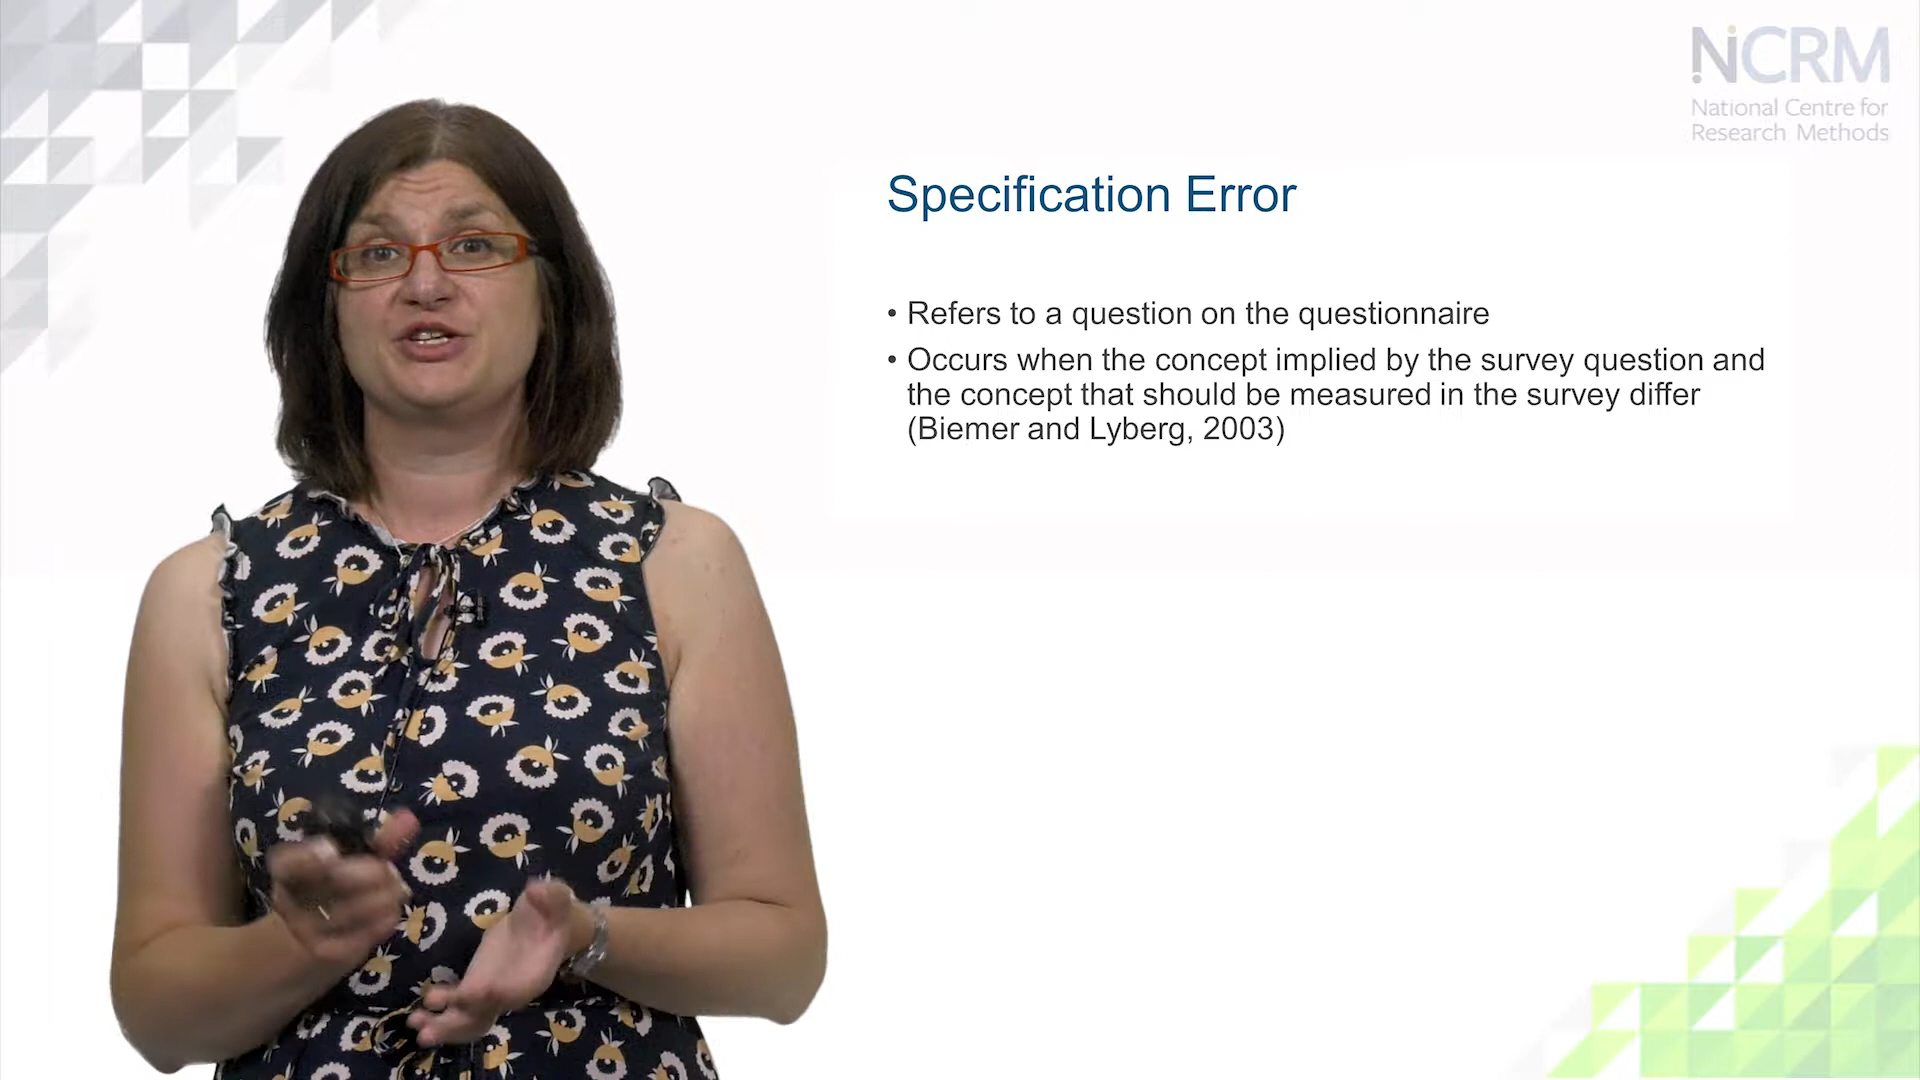 NCRM
National Centre for
Research Methods
Specification Error
• Refers to a question on the questionnaire
• Occurs when the concept implied by the survey question and
the concept that should be measured in the survey differ
(Biemer and Lyberg, 2003)